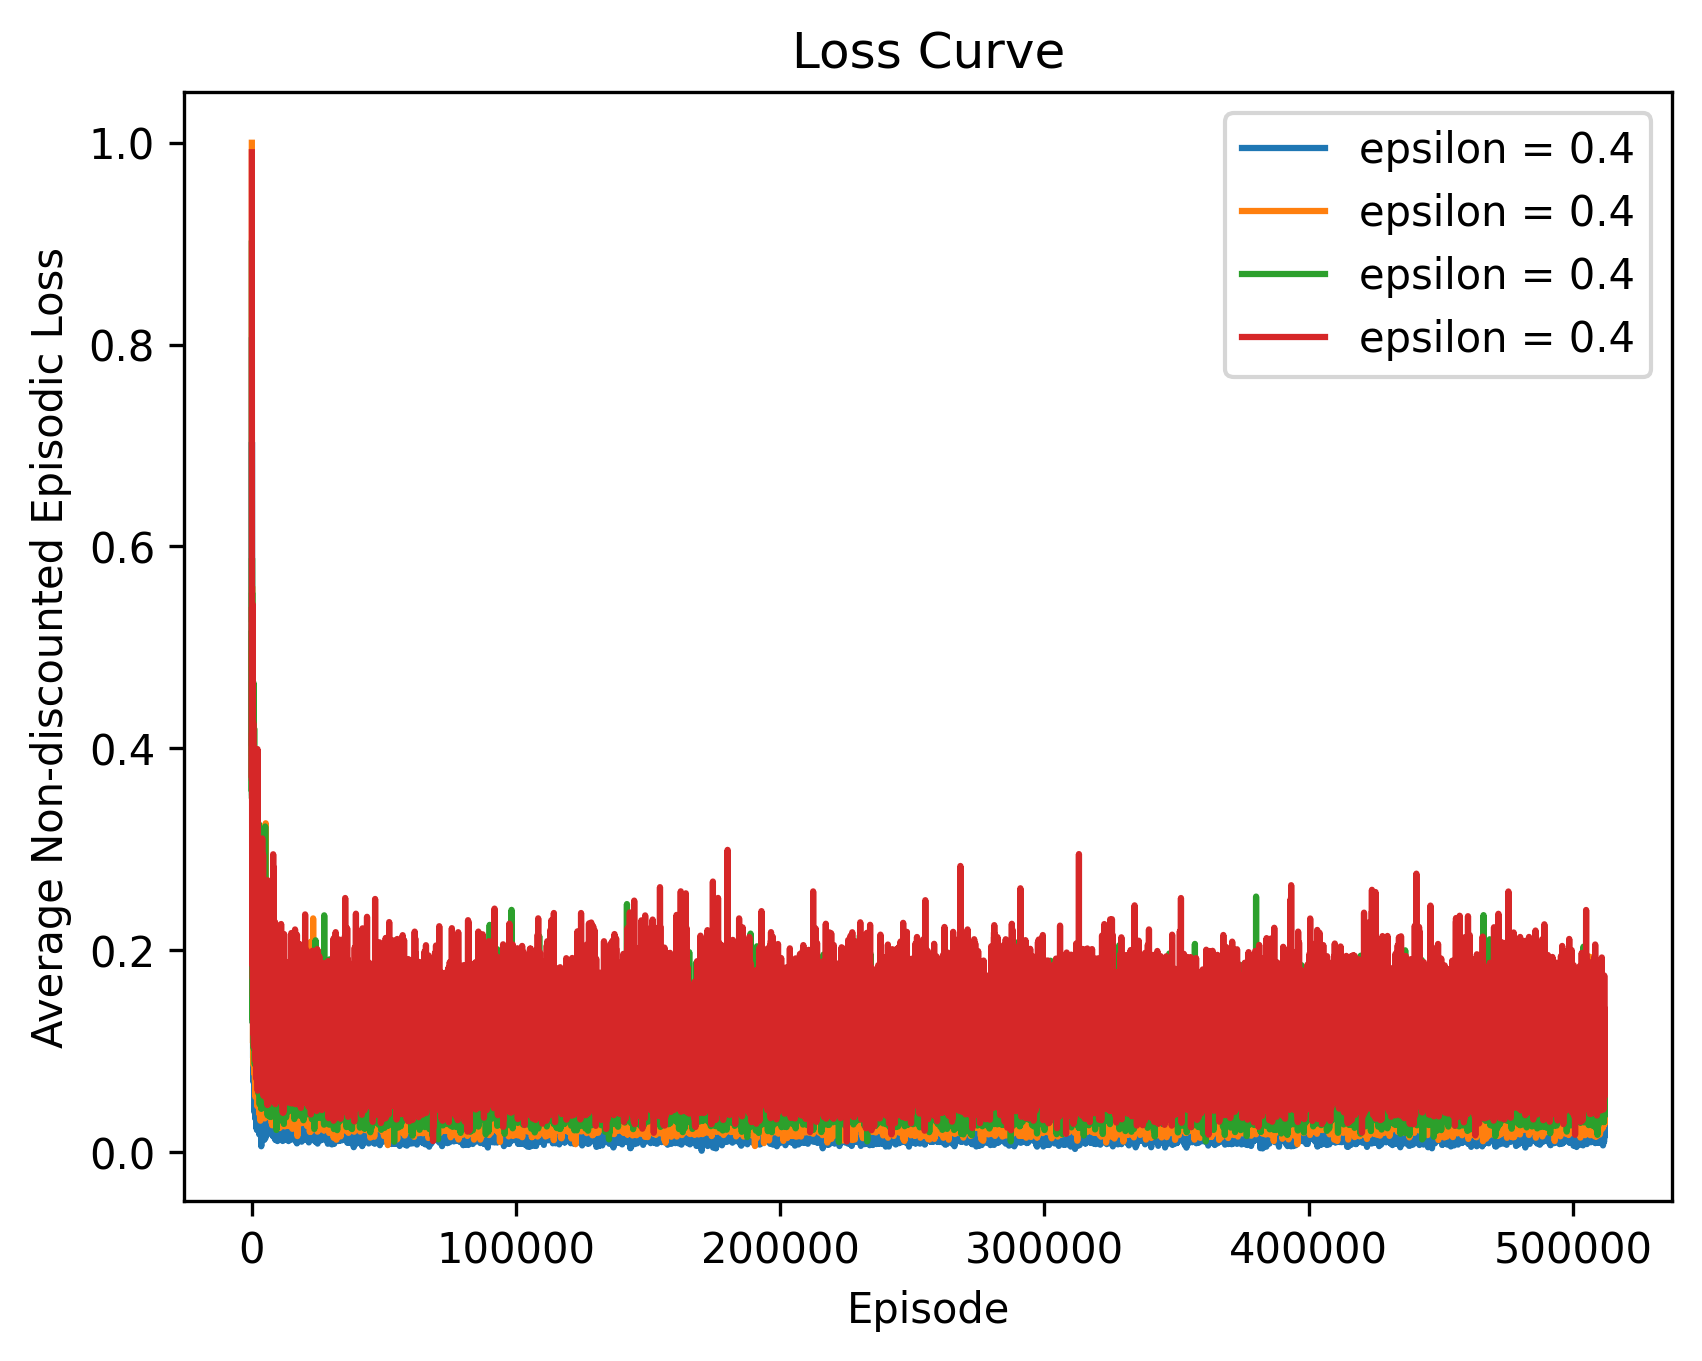 Loss Curve
1.0
0.8
0.6
0.4
0.2
0.0
Average Non-discounted Episodic Loss
epsilon = 0.4
epsilon = 0.4
epsilon = 0.4
epsilon = 0.4
0 100000 200000 300000 400000 500000
Episode